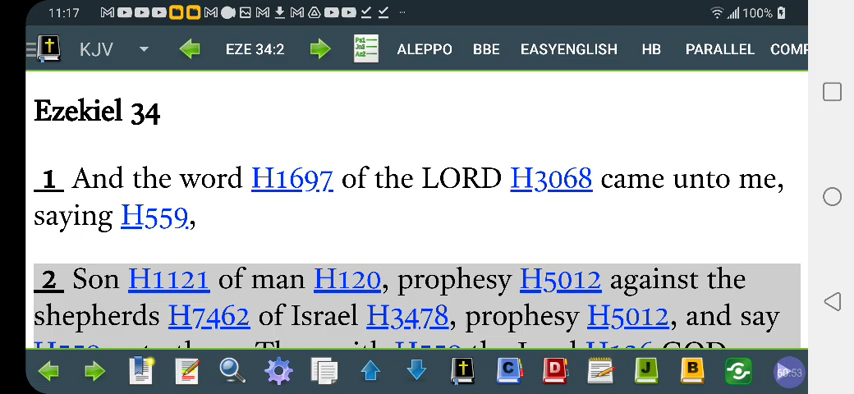 11:17 100%
KJV EZE 34:2 ALEPPO BBE EASYENGLISH HB PARALLEL COMP
Ezekiel 34
1 And the word H1697 of the LORD H3068 came unto me,
saying H559,
2 Son H1121 of man H120, prophesy H5012 against the
shepherds H7462 of Israel H3478, prophesy H5012, and say
C D J B